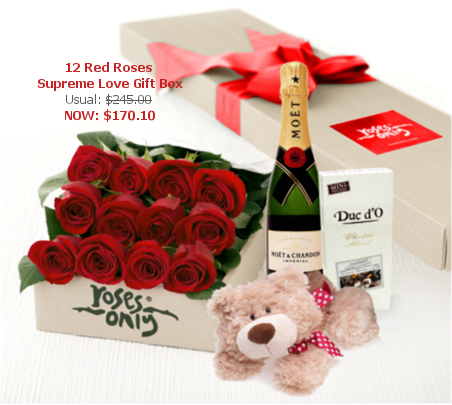 12 Red Roses
Supreme Love Gift Box
Usual: $245.00
NOW: $170.10
MOËT
roses
only
MINI
Duc d'O
MOËT & CHANDON
IMPÉRIAL
roses
only